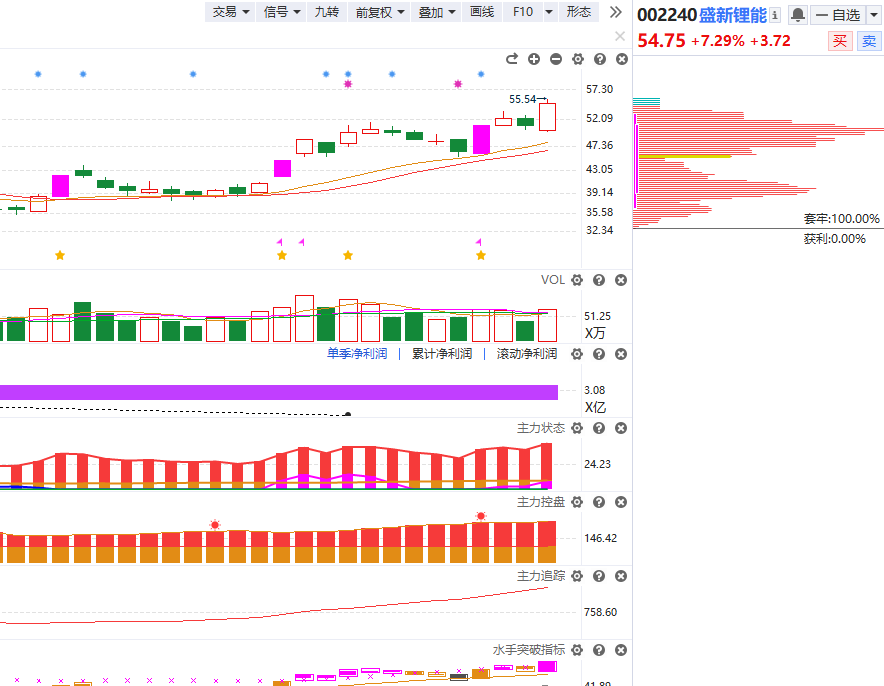 交易 信号 九转 前复权 叠加 画线 F10 形态
002240 盛新锂能 自选
54.75 +7.29% +3.72 买 卖
55.54
57.30
52.09
47.36
43.05
39.14
35.58
32.34
套牢:100.00%
获利:0.00%
VOL
51.25
X万
单季净利润 | 累计净利润 | 滚动净利润
3.08
X亿
主力状态
24.23
主力控盘
146.42
主力追踪
758.60
水手突破指标
41.89